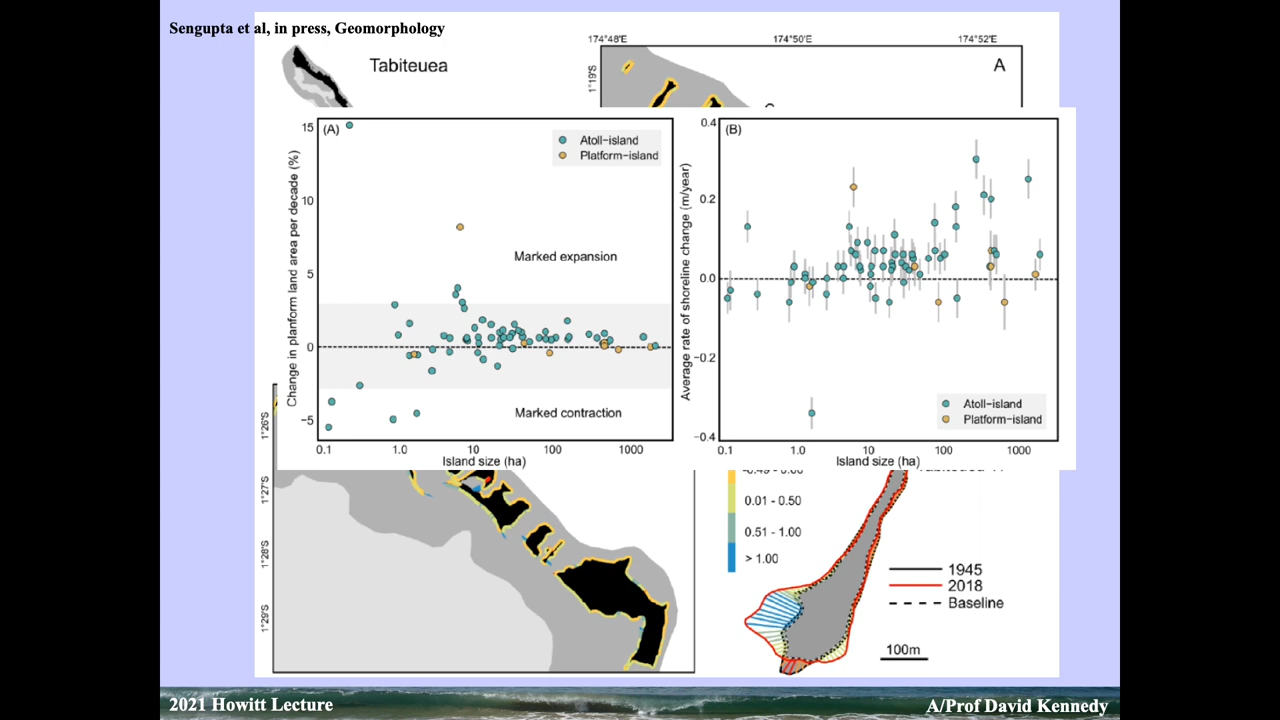 Sengupta et al, in press, Geomorphology
Tabiteuea
174°48'E
174°50'E
174°52'E
1°19'S
A
(A)
Atoll-island
Platform-island
Marked expansion
Marked contraction
15
10
5
0
-5
Change in planform land area per decade (%)
0.1
1.0
10
100
1000
Island size (ha)
(B)
0.4
0.2
0.0
-0.2
-0.4
Average rate of shoreline change (m/year)
Atoll-island
Platform-island
0.1
1.0
10
100
1000
Island size (ha)
1°26'S
1°27'S
1°28'S
1°29'S
0.01 - 0.50
0.51 - 1.00
> 1.00
1945
2018
Baseline
100m
2021 Howitt Lecture
A/Prof David Kennedy